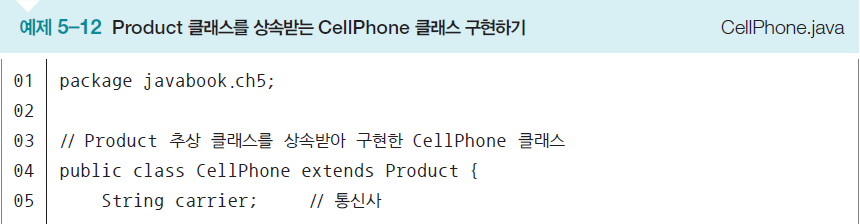 예제 5-12 Product 클래스를 상속받는 CellPhone 클래스 구현하기 CellPhone.java
01 package javabook.ch5;
02
03 // Product 추상 클래스를 상속받아 구현한 CellPhone 클래스
04 public class CellPhone extends Product {
05 String carrier; // 통신사